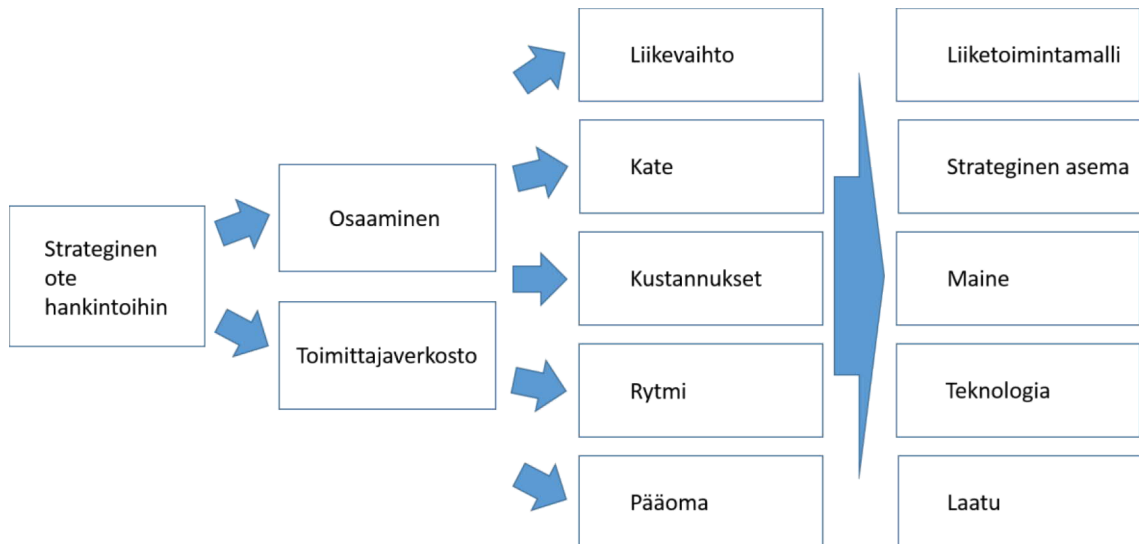 Strateginen
ote
hankintoihin
Osaaminen
Toimittajaverkosto
Liikevaihto
Kate
Kustannukset
Rytmi
Pääoma
Liiketoimintamalli
Strateginen asema
Maine
Teknologia
Laatu